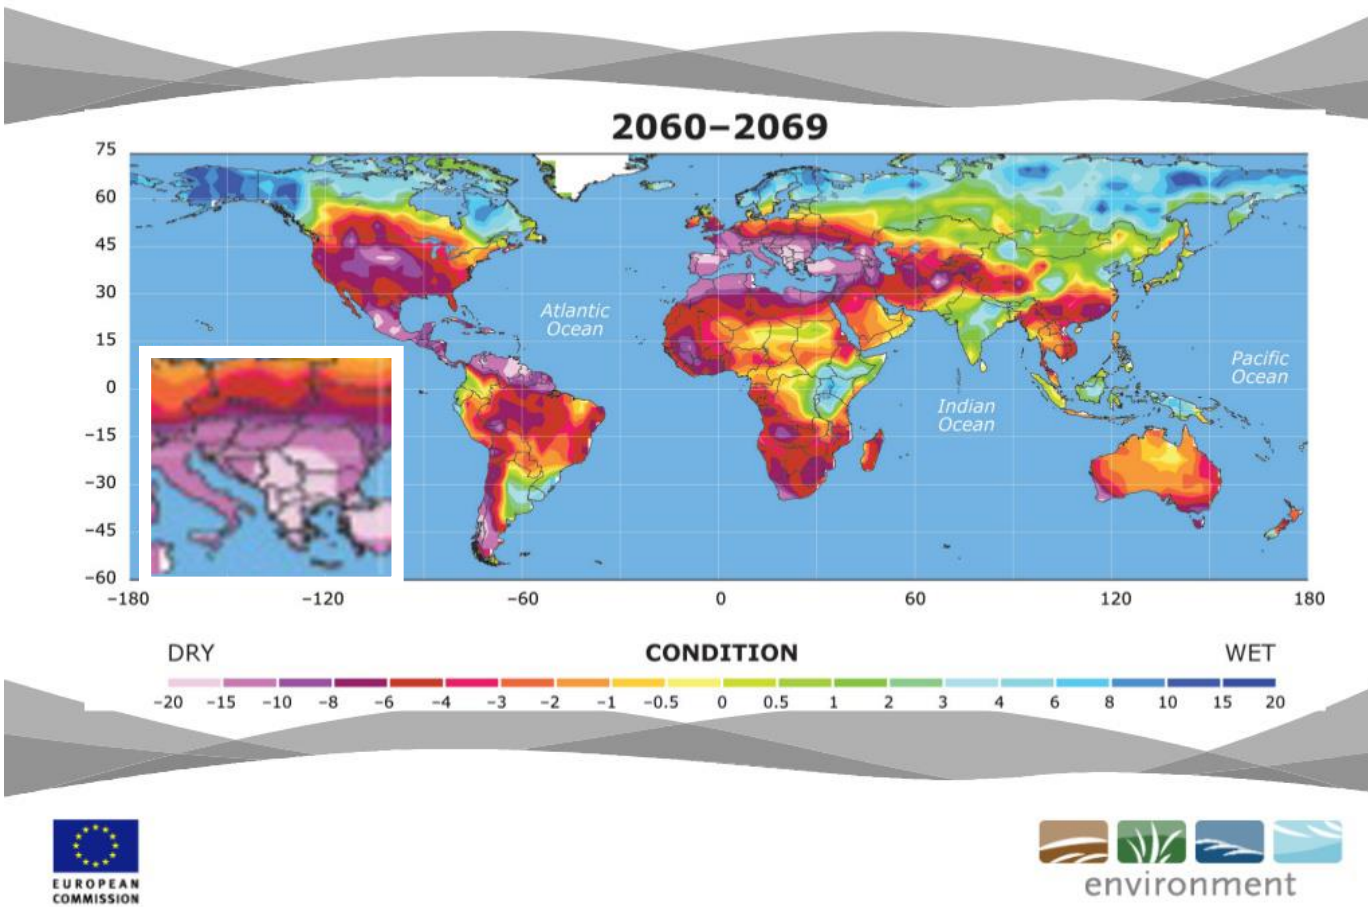 2060–2069
75
60
45
30
15
0
–15
–30
–45
–60
Atlantic
Ocean
Indian
Ocean
Pacific
Ocean
–180 –120 –60 0 60 120 180
DRY CONDITION WET
–20 –15 –10 –8 –6 –4 –3 –2 –1 –0.5 0 0.5 1 2 3 4 6 8 10 15 20
EUROPEAN
COMMISSION
environment